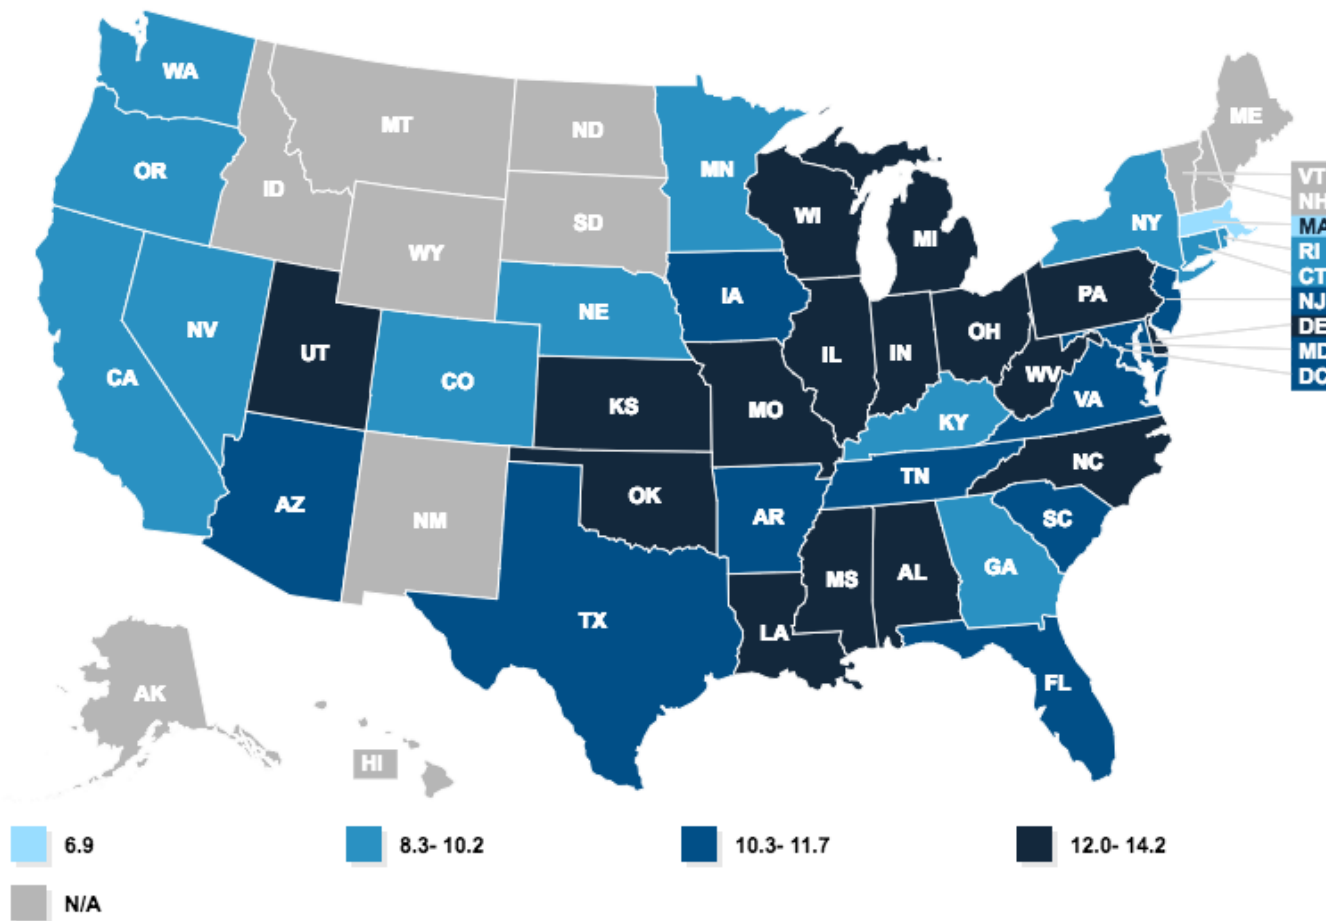 WA
MT
ND
ME
OR
MN
ID
VT
SD
WI
NH
NY
MI
MA
WY
RI
CT
IA
PA
NE
NJ
NV
OH
DE
UT
IL
IN
MD
CA
CO
WV
DC
KS
MO
VA
KY
NC
TN
OK
AZ
AR
SC
NM
GA
MS
AL
TX
LA
FL
AK
HI
6.9
8.3- 10.2
10.3- 11.7
12.0- 14.2
N/A